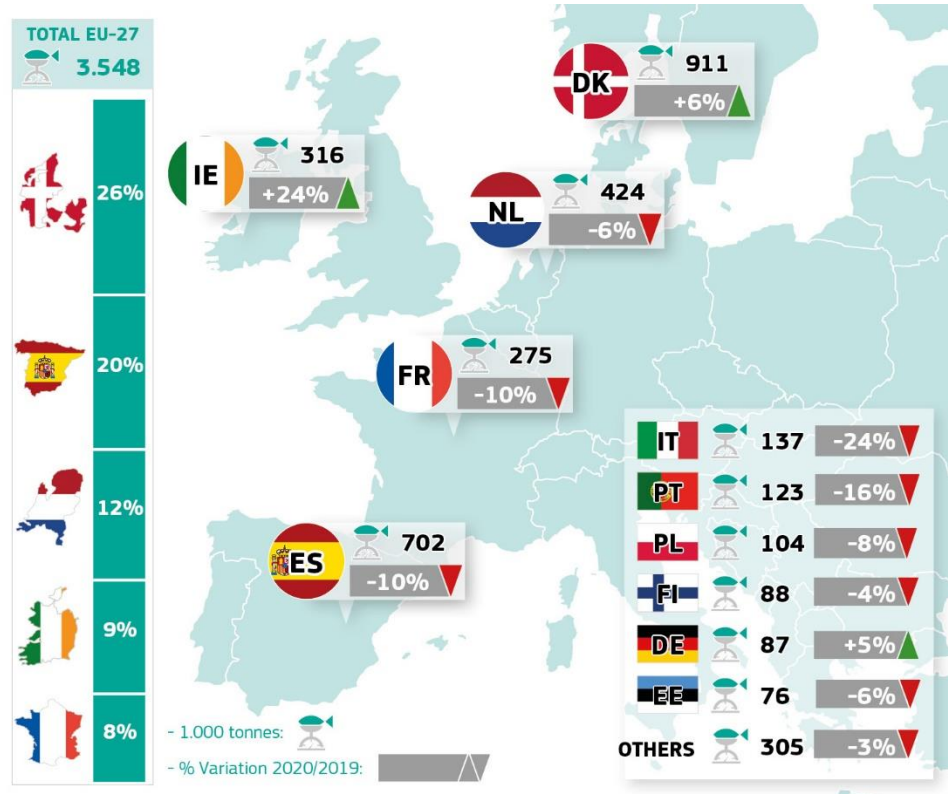 TOTAL EU-27
3.548
26%
20%
12%
9%
8%
DK
911
+6%
IE
316
+24%
NL
424
-6%
FR
275
-10%
ES
702
-10%
IT 137 -24%
PT 123 -16%
PL 104 -8%
FI 88 -4%
DE 87 +5%
EE 76 -6%
OTHERS 305 -3%
- 1.000 tonnes:
- % Variation 2020/2019: